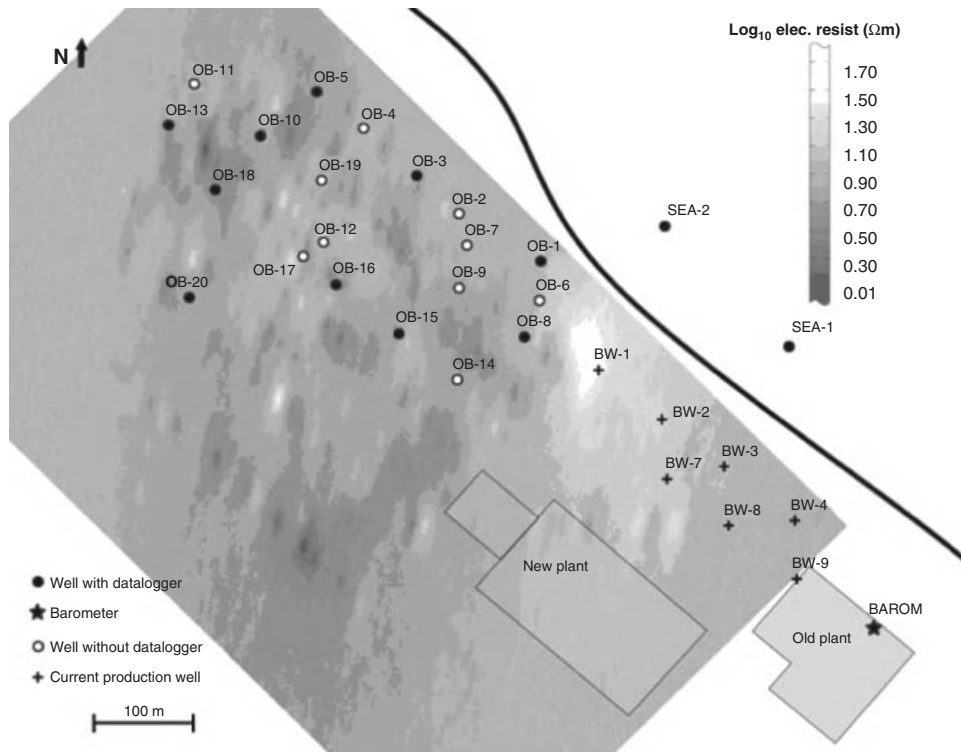 Log10 elec. resist (Ωm)
1.70
1.50
1.30
1.10
0.90
0.70
0.50
0.30
0.01
N
OB-11
OB-5
OB-13
OB-10
OB-4
OB-19
OB-3
OB-18
OB-2
SEA-2
OB-12
OB-7
OB-1
OB-17
OB-16
OB-9
OB-20
OB-6
OB-15
OB-8
SEA-1
OB-14
BW-1
BW-2
BW-7
BW-3
BW-8
BW-4
New plant
BW-9
BAROM
Old plant
Well with datalogger
Barometer
Well without datalogger
Current production well
100 m